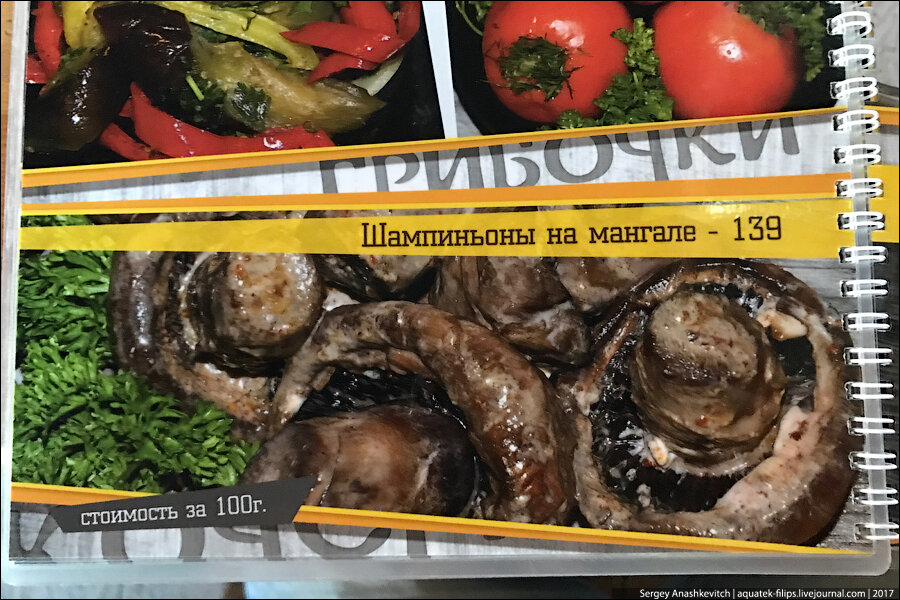 ГРИБОЧКИ
Шампиньоны на мангале - 139
стоимость за 100г.
Sergey Anashkevitch | aquatek-filips.livejournal.com | 2017